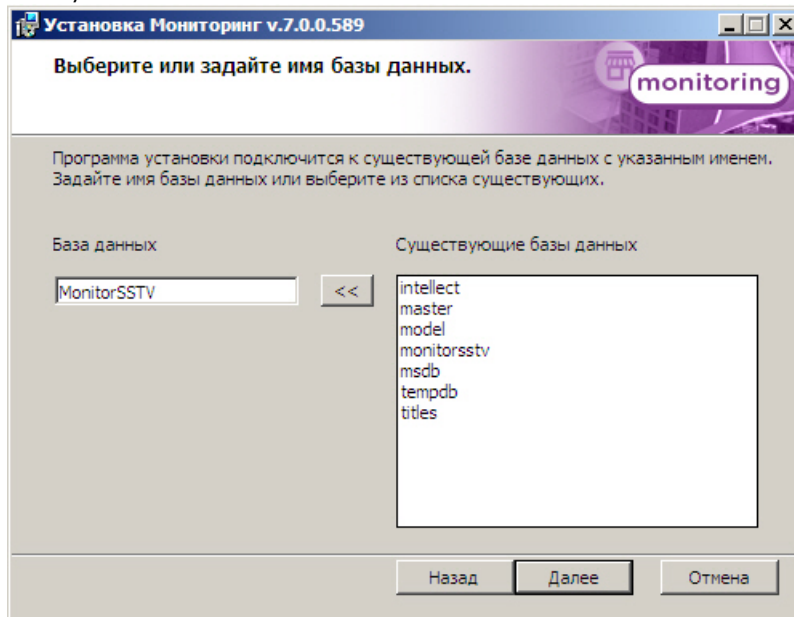 Установка Мониторинг v.7.0.0.589
Выберите или задайте имя базы данных.
monitoring
Программа установки подключится к существующей базе данных с указанным именем.
Задайте имя базы данных или выберите из списка существующих.
База данных
Существующие базы данных
MonitorSSTV
<<
intellect
master
model
monitorsstv
msdb
tempdb
titles
Назад
Далее
Отмена